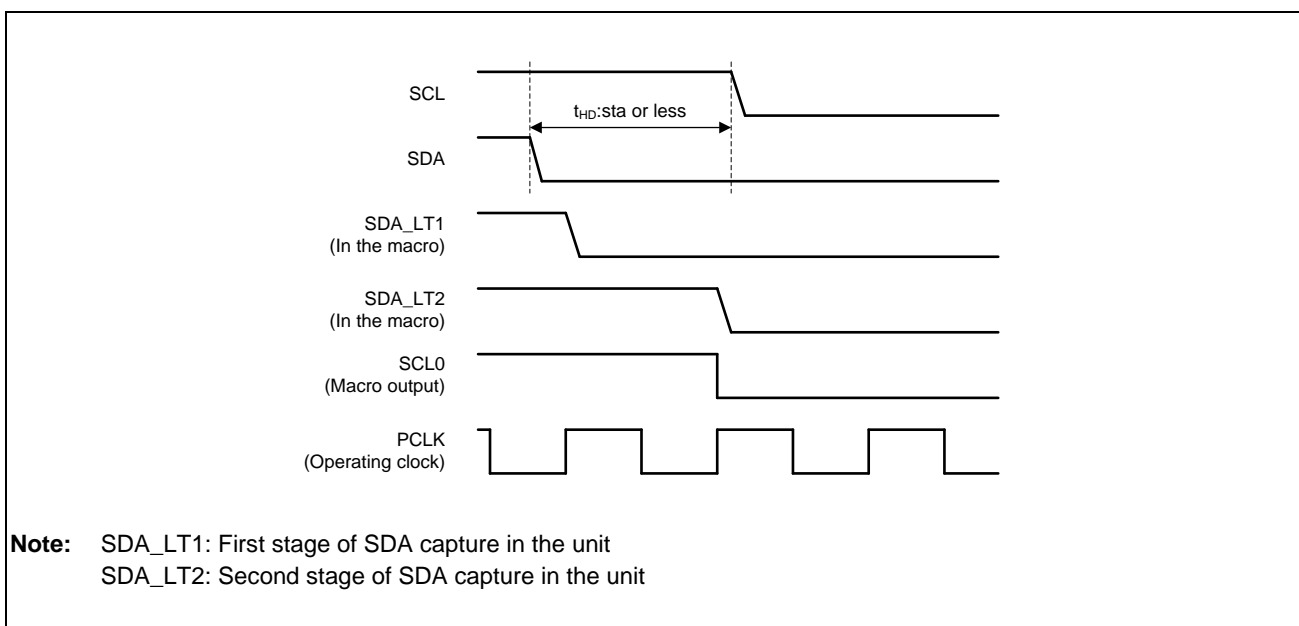 SCL
t_HD:sta or less
SDA
SDA_LT1
(In the macro)
SDA_LT2
(In the macro)
SCL0
(Macro output)
PCLK
(Operating clock)
Note: SDA_LT1: First stage of SDA capture in the unit
SDA_LT2: Second stage of SDA capture in the unit